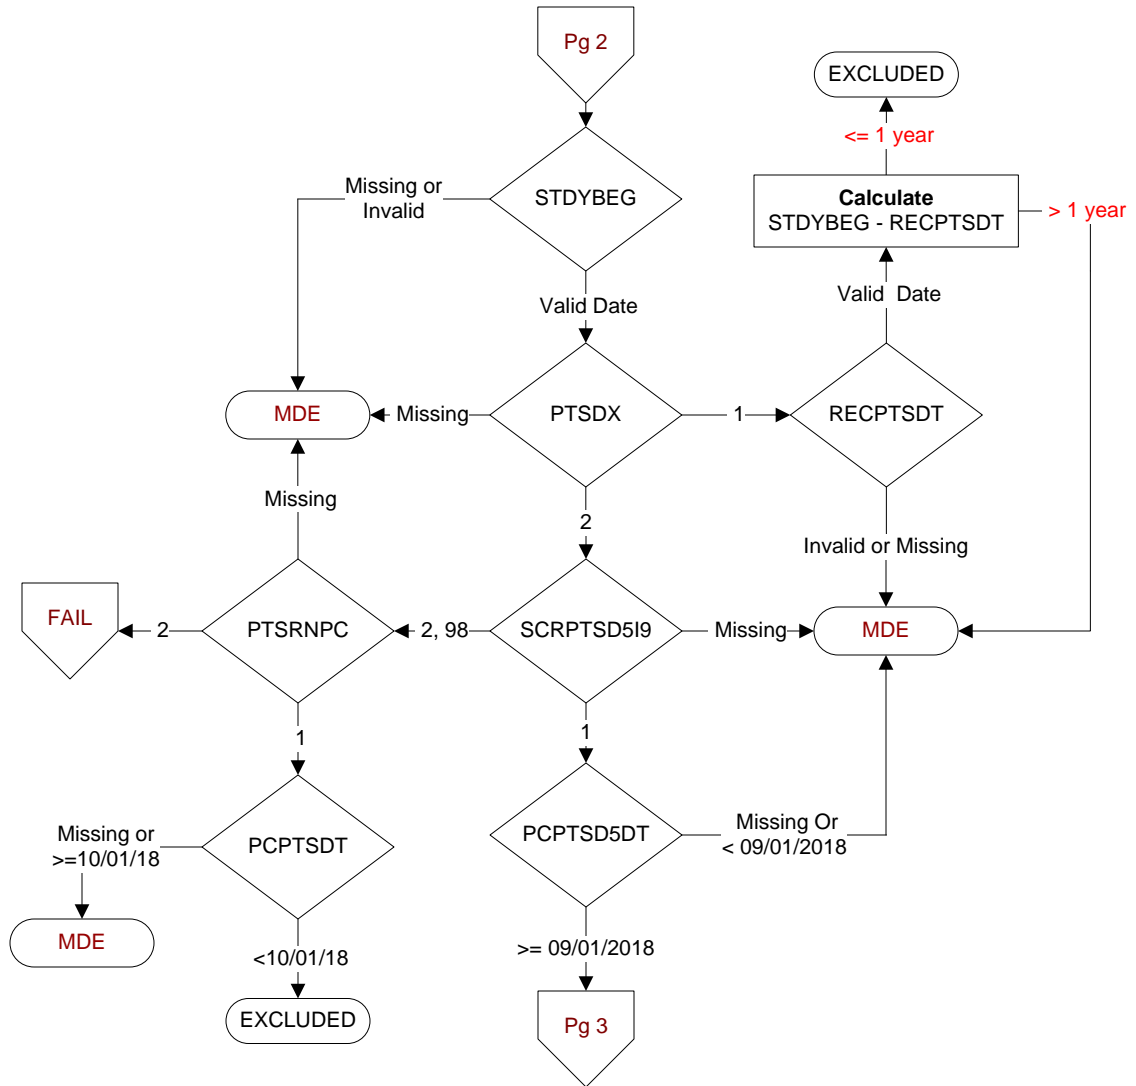 Pg 2
EXCLUDED
<= 1 year
Missing or
Invalid
STDYBEG
Calculate
STDYBEG - RECPTSDT
> 1 year
Valid Date
Valid  Date
MDE
Missing
PTSDX
1
RECPTSDT
Missing
2
Invalid or Missing
FAIL
2
PTSRNPC
2, 98
SCRPTSD5I9
Missing
MDE
1
1
Missing or
>=10/01/18
PCPTSDT
PCPTSD5DT
Missing Or
< 09/01/2018
MDE
<10/01/18
>= 09/01/2018
EXCLUDED
Pg 3